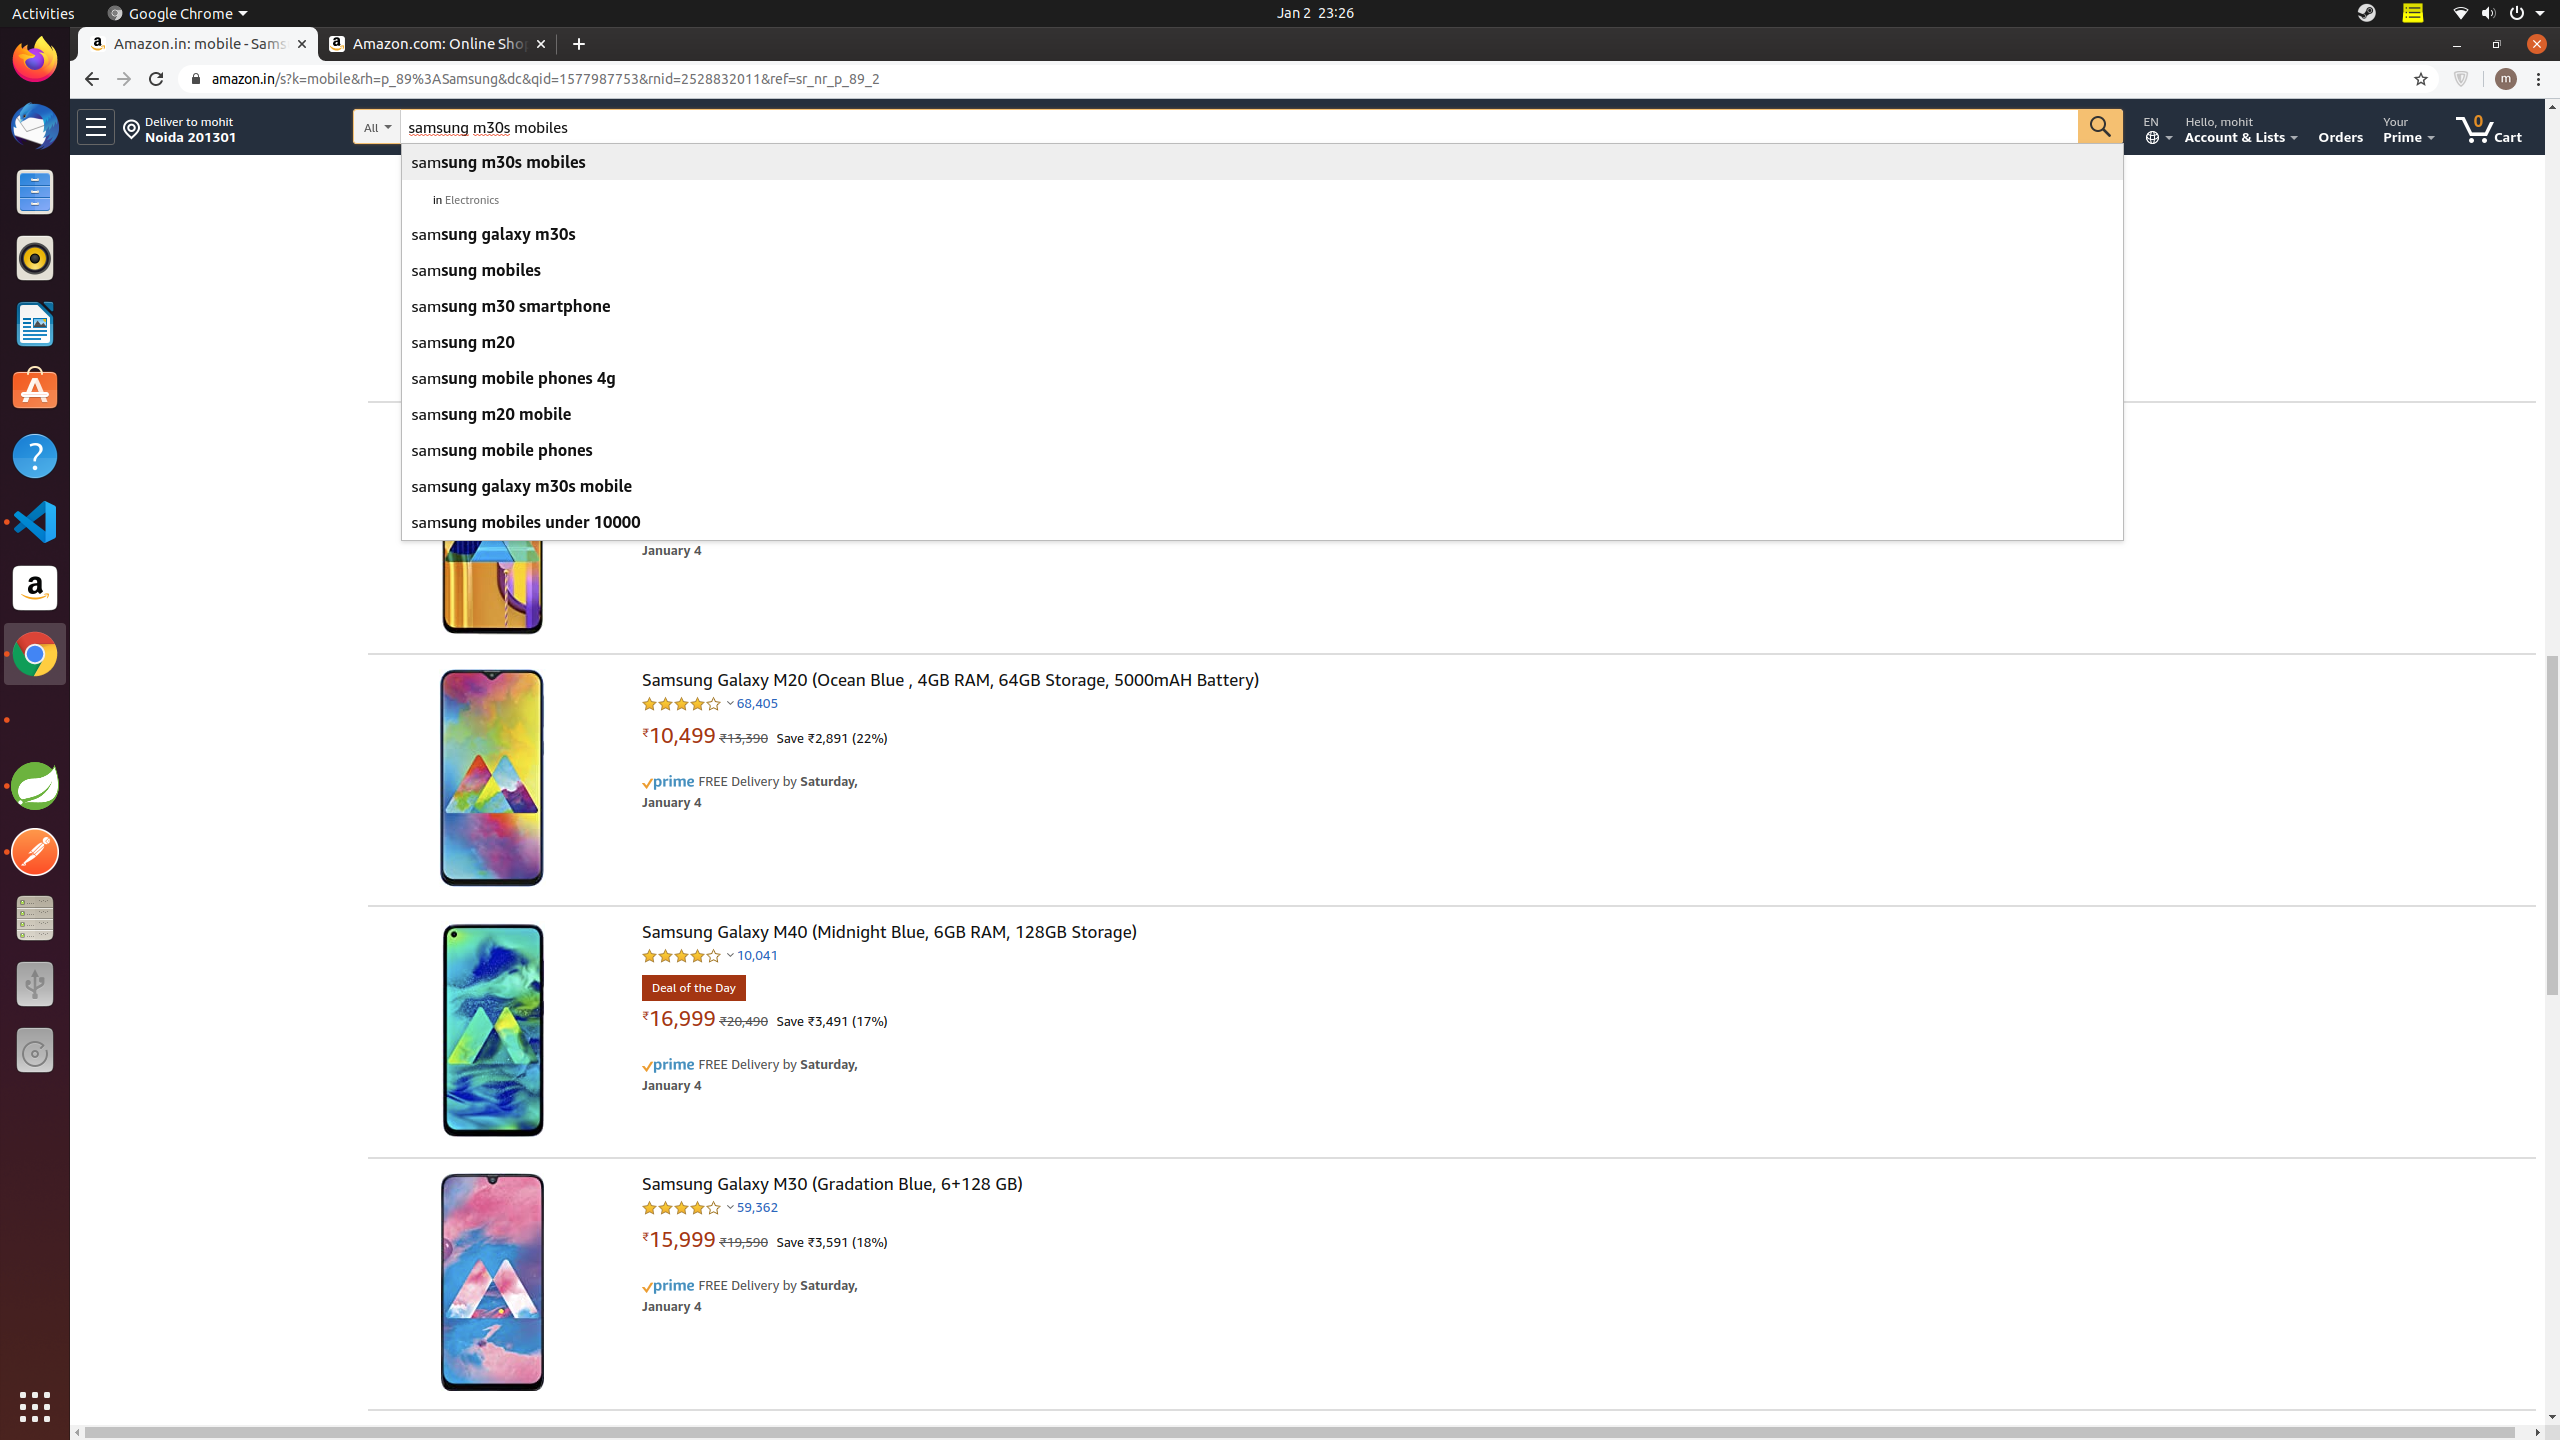 Activities
Google Chrome
Jan 2 23:26
Amazon.in: mobile - Sams
Amazon.com: Online Sho
amazon.in/s?k=mobile&rh=p_89%3ASamsung&dc&qid=1577987753&rnid=2528832011&ref=sr_nr_p_89_2
m
Deliver to mohit
Noida 201301
All
samsung m30s mobiles
EN
Hello, mohit
Account & Lists
Orders
Your
Prime
0
Cart
samsung m30s mobiles
in Electronics
samsung galaxy m30s
samsung mobiles
samsung m30 smartphone
samsung m20
samsung mobile phones 4g
samsung m20 mobile
samsung mobile phones
samsung galaxy m30s mobile
samsung mobiles under 10000
January 4
Samsung Galaxy M20 (Ocean Blue , 4GB RAM, 64GB Storage, 5000mAH Battery)
68,405
₹10,499 ₹13,390 Save ₹2,891 (22%)
prime FREE Delivery by Saturday,
January 4
Samsung Galaxy M40 (Midnight Blue, 6GB RAM, 128GB Storage)
10,041
Deal of the Day
₹16,999 ₹20,490 Save ₹3,491 (17%)
prime FREE Delivery by Saturday,
January 4
Samsung Galaxy M30 (Gradation Blue, 6+128 GB)
59,362
₹15,999 ₹19,590 Save ₹3,591 (18%)
prime FREE Delivery by Saturday,
January 4